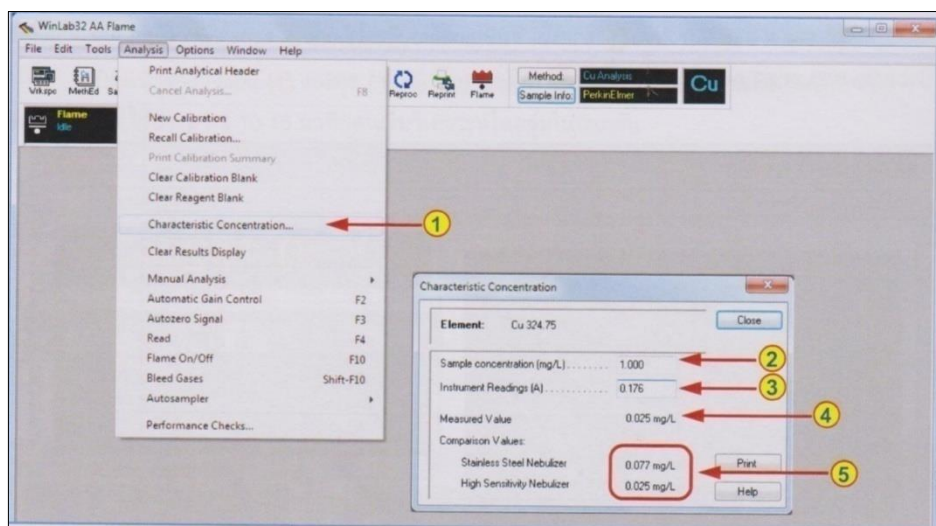 WinLab32 AA Flame
File Edit Tools Analysis Options Window Help
Wrkspc MethEd Sa
Reproc Reprint Flame
Method: Cu Analysis
Sample Info: PerkinElmer
Cu
Flame
Idle
Print Analytical Header
Cancel Analysis... F8
New Calibration
Recall Calibration...
Print Calibration Summary
Clear Calibration Blank
Clear Reagent Blank
Characteristic Concentration...
1
Clear Results Display
Manual Analysis
Automatic Gain Control F2
Autozero Signal F3
Read F4
Flame On/Off F10
Bleed Gases Shift-F10
Autosampler
Performance Checks...
Characteristic Concentration
Element: Cu 324.75
Close
Sample concentration (mg/L)........ 1.000
2
Instrument Readings (A)............ 0.176
3
Measured Value 0.025 mg/L
4
Comparison Values:
Stainless Steel Nebulizer 0.077 mg/L
Print
5
High Sensitivity Nebulizer 0.025 mg/L
Help